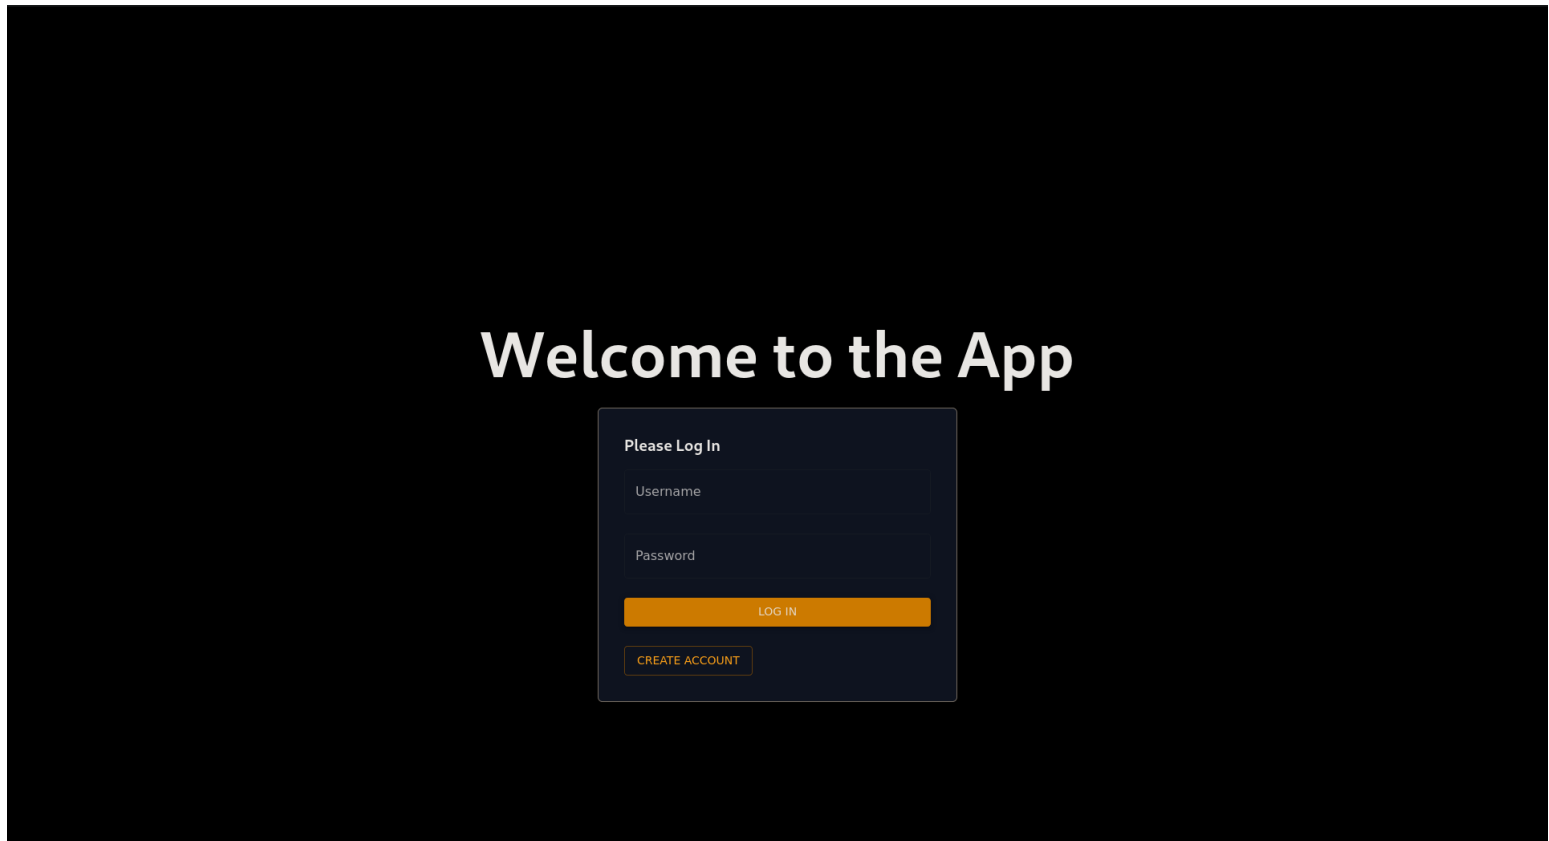 Welcome to the App
Please Log In
Username
Password
LOG IN
CREATE ACCOUNT